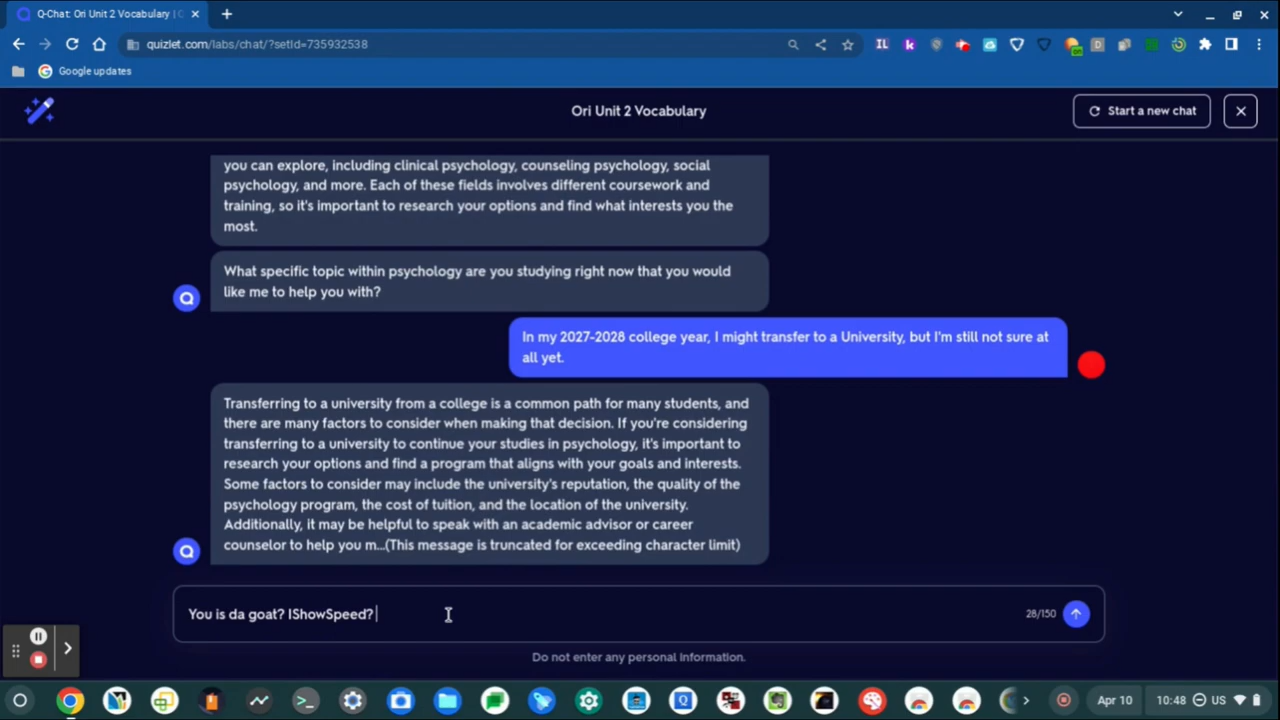 Q-Chat: Ori Unit 2 Vocabulary |
quizlet.com/labs/chat/?setId=735932538
Google updates
Ori Unit 2 Vocabulary
Start a new chat
you can explore, including clinical psychology, counseling psychology, social
psychology, and more. Each of these fields involves different coursework and
training, so it's important to research your options and find what interests you the
most.
What specific topic within psychology are you studying right now that you would
like me to help you with?
In my 2027-2028 college year, I might transfer to a University, but I'm still not sure at
all yet.
Transferring to a university from a college is a common path for many students, and
there are many factors to consider when making that decision. If you're considering
transferring to a university to continue your studies in psychology, it's important to
research your options and find a program that aligns with your goals and interests.
Some factors to consider may include the university's reputation, the quality of the
psychology program, the cost of tuition, and the location of the university.
Additionally, it may be helpful to speak with an academic advisor or career
counselor to help you m...(This message is truncated for exceeding character limit)
You is da goat? IShowSpeed?
28/150
Do not enter any personal information.
Apr 10
10:48
US